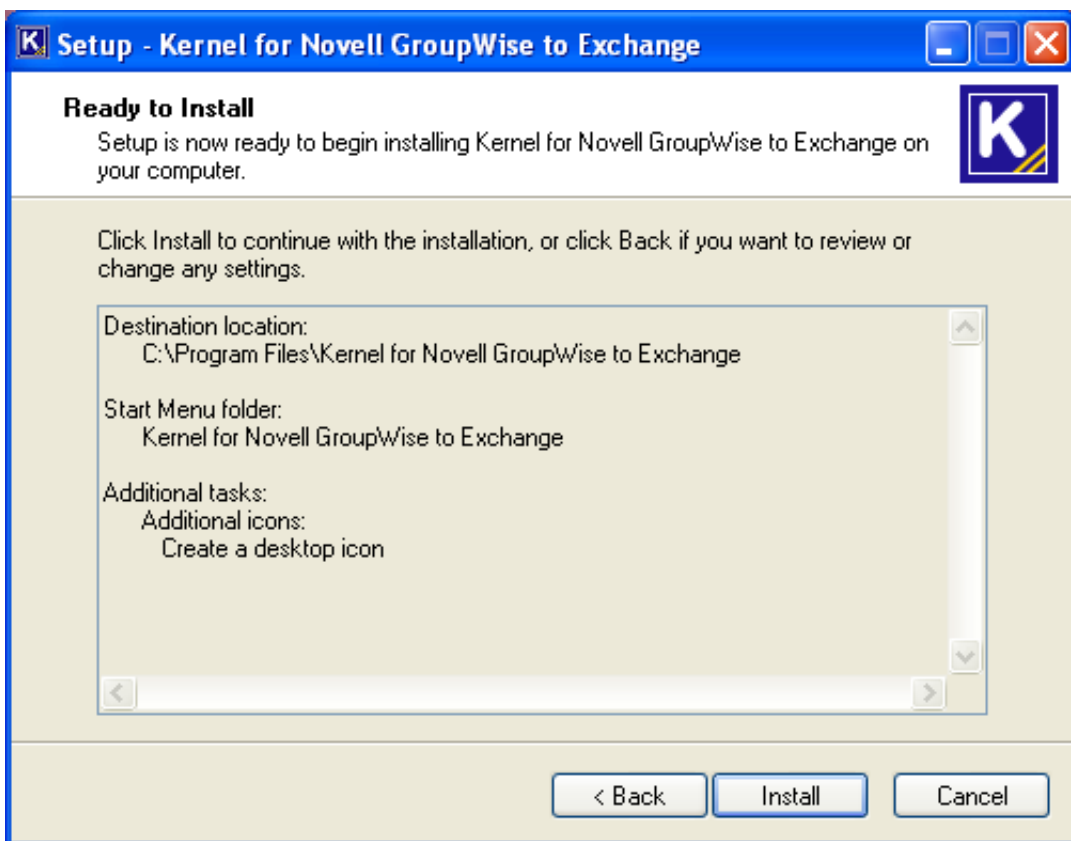 K Setup - Kernel for Novell GroupWise to Exchange
Ready to Install
Setup is now ready to begin installing Kernel for Novell GroupWise to Exchange on
your computer.
K
Click Install to continue with the installation, or click Back if you want to review or
change any settings.
Destination location:
C:\Program Files\Kernel for Novell GroupWise to Exchange
Start Menu folder:
Kernel for Novell GroupWise to Exchange
Additional tasks:
Additional icons:
Create a desktop icon
< Back Install Cancel